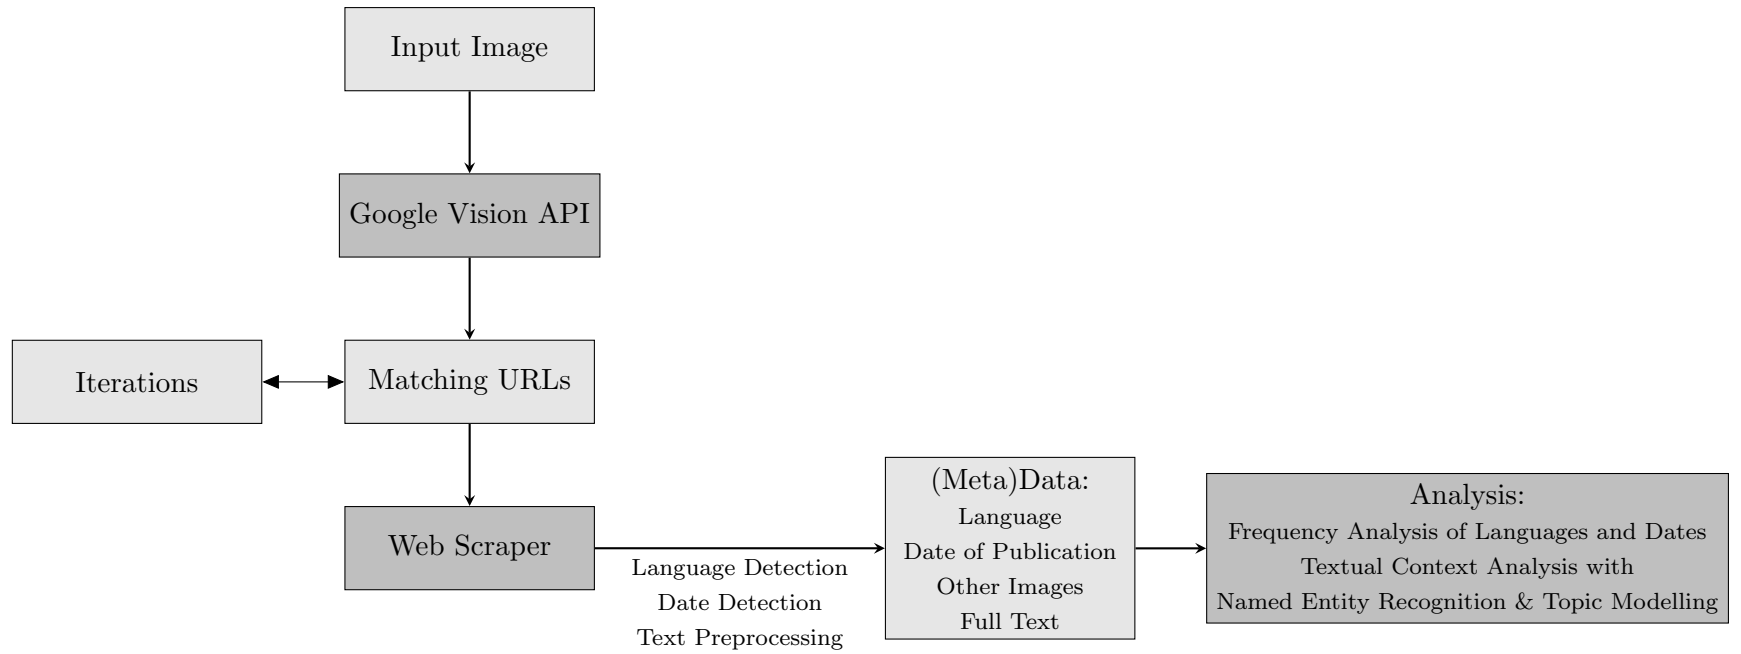 Input Image
Google Vision API
Iterations
Matching URLs
Web Scraper
Language Detection
Date Detection
Text Preprocessing
(Meta)Data:
Language
Date of Publication
Other Images
Full Text
Analysis:
Frequency Analysis of Languages and Dates
Textual Context Analysis with
Named Entity Recognition & Topic Modelling